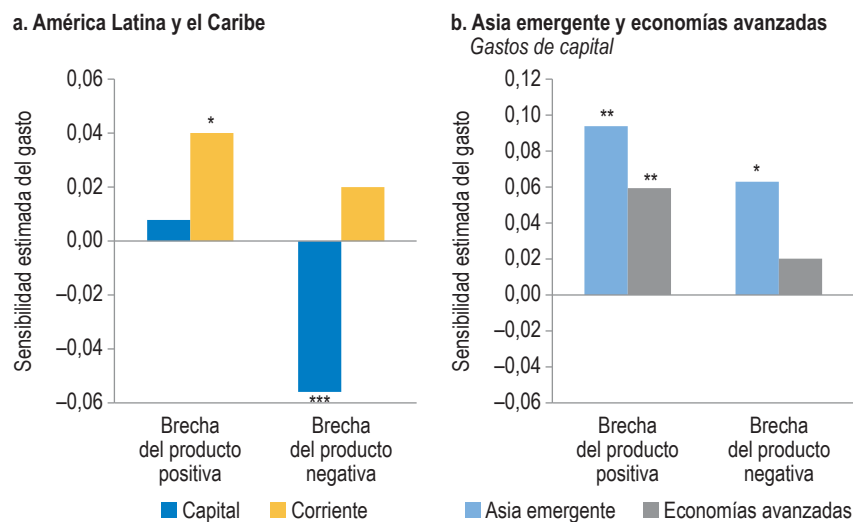 a. América Latina y el Caribe
Sensibilidad estimada del gasto
0,06
0,04
0,02
0,00
–0,02
–0,04
–0,06
*
***
Brecha
del producto
positiva
Brecha
del producto
negativa
Capital
Corriente
b. Asia emergente y economías avanzadas
Gastos de capital
Sensibilidad estimada del gasto
0,12
0,10
0,08
0,06
0,04
0,02
0,00
–0,02
–0,04
–0,06
**
**
*
Brecha
del producto
positiva
Brecha
del producto
negativa
Asia emergente
Economías avanzadas